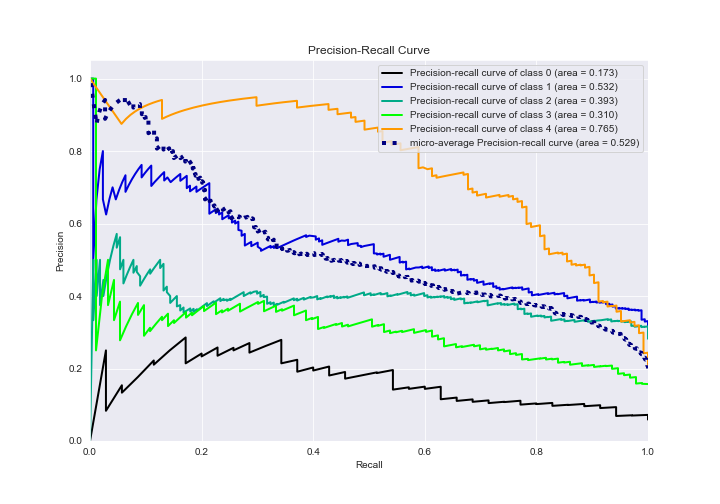 Precision-Recall Curve
Precision-recall curve of class 0 (area = 0.173)
Precision-recall curve of class 1 (area = 0.532)
Precision-recall curve of class 2 (area = 0.393)
Precision-recall curve of class 3 (area = 0.310)
Precision-recall curve of class 4 (area = 0.765)
micro-average Precision-recall curve (area = 0.529)
1.0
0.8
0.6
0.4
0.2
0.0
Precision
0.0 0.2 0.4 0.6 0.8 1.0
Recall